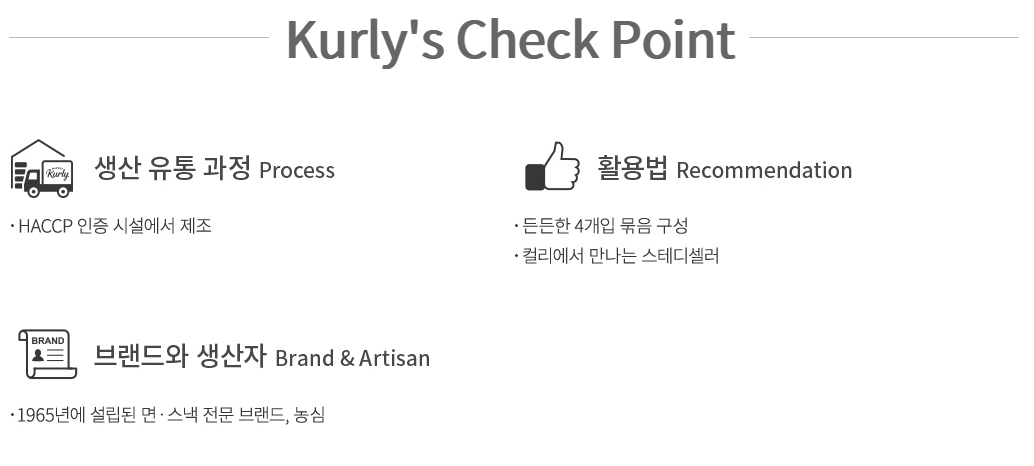 Kurly's Check Point
Kurly
생산 유통 과정 Process
· HACCP 인증 시설에서 제조
활용법 Recommendation
· 든든한 4개입 묶음 구성
· 컬리에서 만나는 스테디셀러
BRAND
브랜드와 생산자 Brand & Artisan
· 1965년에 설립된 면 · 스낵 전문 브랜드, 농심